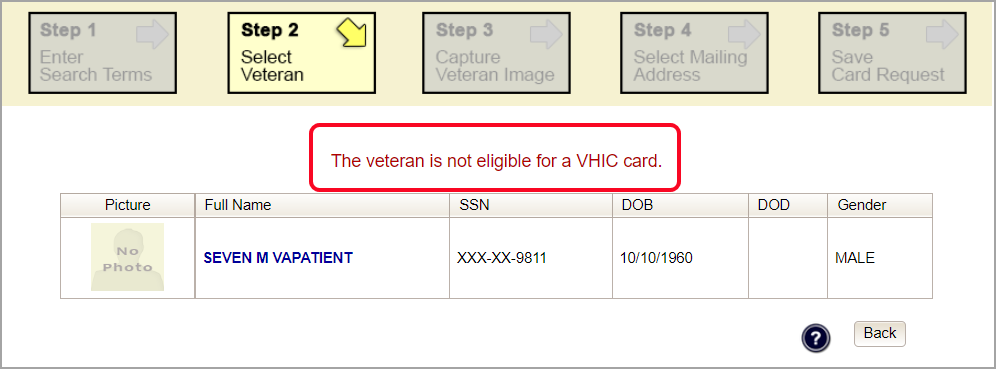 Step 1
Enter
Search Terms
Step 2
Select
Veteran
Step 3
Capture
Veteran Image
Step 4
Select Mailing
Address
Step 5
Save
Card Request
The veteran is not eligible for a VHIC card.
Picture Full Name SSN DOB DOD Gender
No
Photo
SEVEN M VAPATIENT XXX-XX-9811 10/10/1960 MALE
? Back